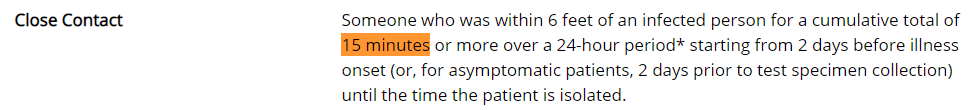 Close Contact
Someone who was within 6 feet of an infected person for a cumulative total of
15 minutes or more over a 24-hour period* starting from 2 days before illness
onset (or, for asymptomatic patients, 2 days prior to test specimen collection)
until the time the patient is isolated.